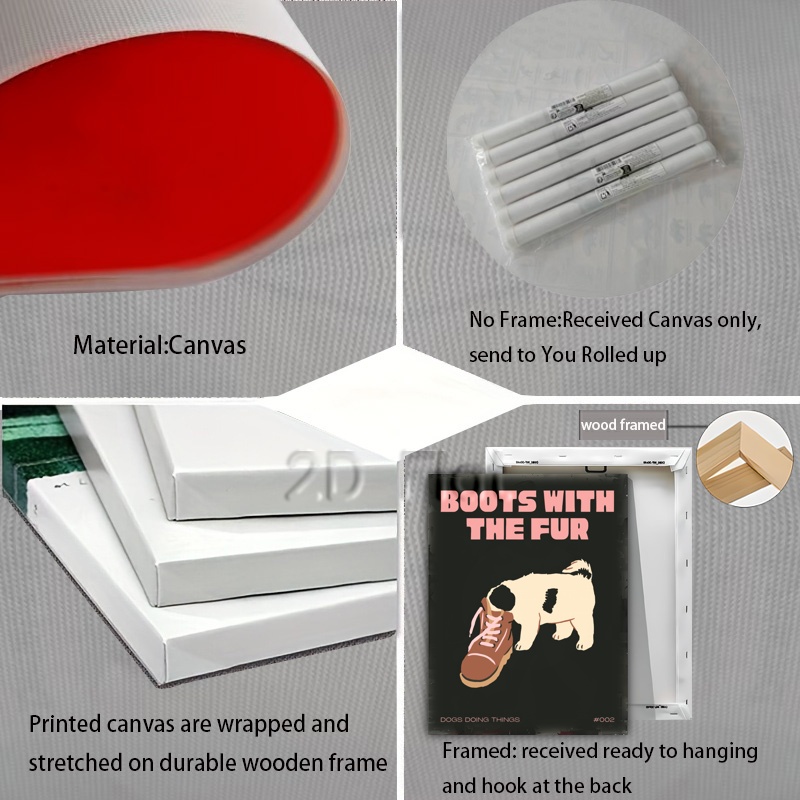 Material:Canvas
No Frame:Received Canvas only,
send to You Rolled up
wood framed
2D Flat
BOOTS WITH
THE FUR
DOGS DOING THINGS #002
Printed canvas are wrapped and
stretched on durable wooden frame
Framed: received ready to hanging
and hook at the back